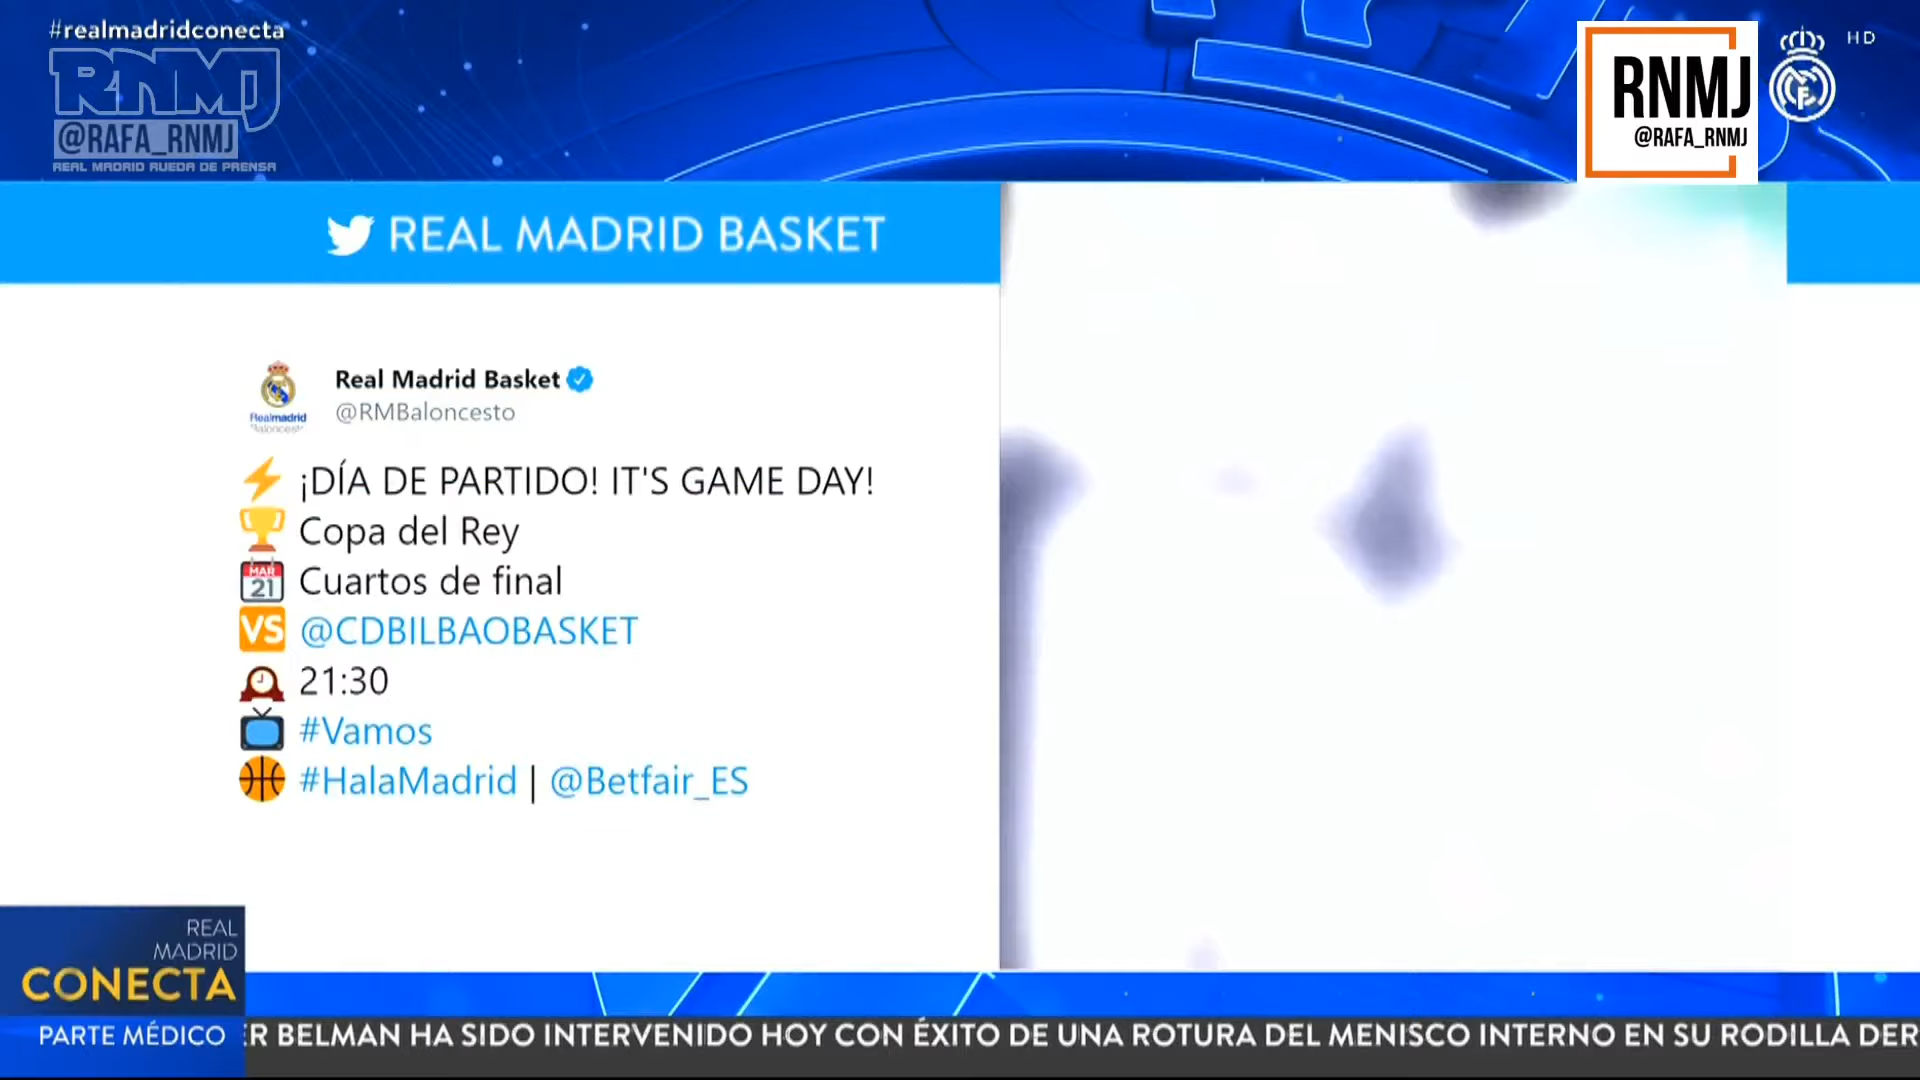 #realmadridconecta
RNMJ
@RAFA_RNMJ
REAL MADRID RUEDA DE PRENSA
RNMJ
@RAFA_RNMJ
HD
REAL MADRID BASKET
Real Madrid Basket
@RMBaloncesto
Realmadrid
Baloncesto
¡DÍA DE PARTIDO! IT'S GAME DAY!
Copa del Rey
MAR
21
Cuartos de final
VS @CDBILBAOBASKET
21:30
#Vamos
#HalaMadrid | @Betfair_ES
REAL
MADRID
CONECTA
PARTE MÉDICO
ER BELMAN HA SIDO INTERVENIDO HOY CON ÉXITO DE UNA ROTURA DEL MENISCO INTERNO EN SU RODILLA DER